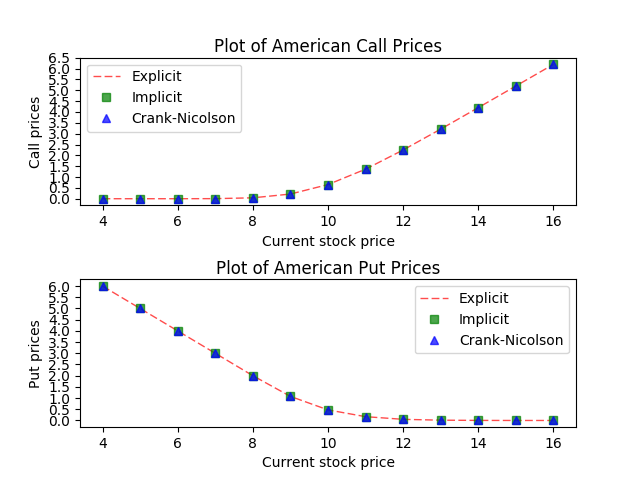 Plot of American Call Prices
6.5
6.0
5.5
5.0
4.5
4.0
3.5
3.0
2.5
2.0
1.5
1.0
0.5
0.0
Call prices
Explicit
Implicit
Crank-Nicolson
4 6 8 10 12 14 16
Current stock price
Plot of American Put Prices
6.0
5.5
5.0
4.5
4.0
3.5
3.0
2.5
2.0
1.5
1.0
0.5
0.0
Put prices
Explicit
Implicit
Crank-Nicolson
4 6 8 10 12 14 16
Current stock price